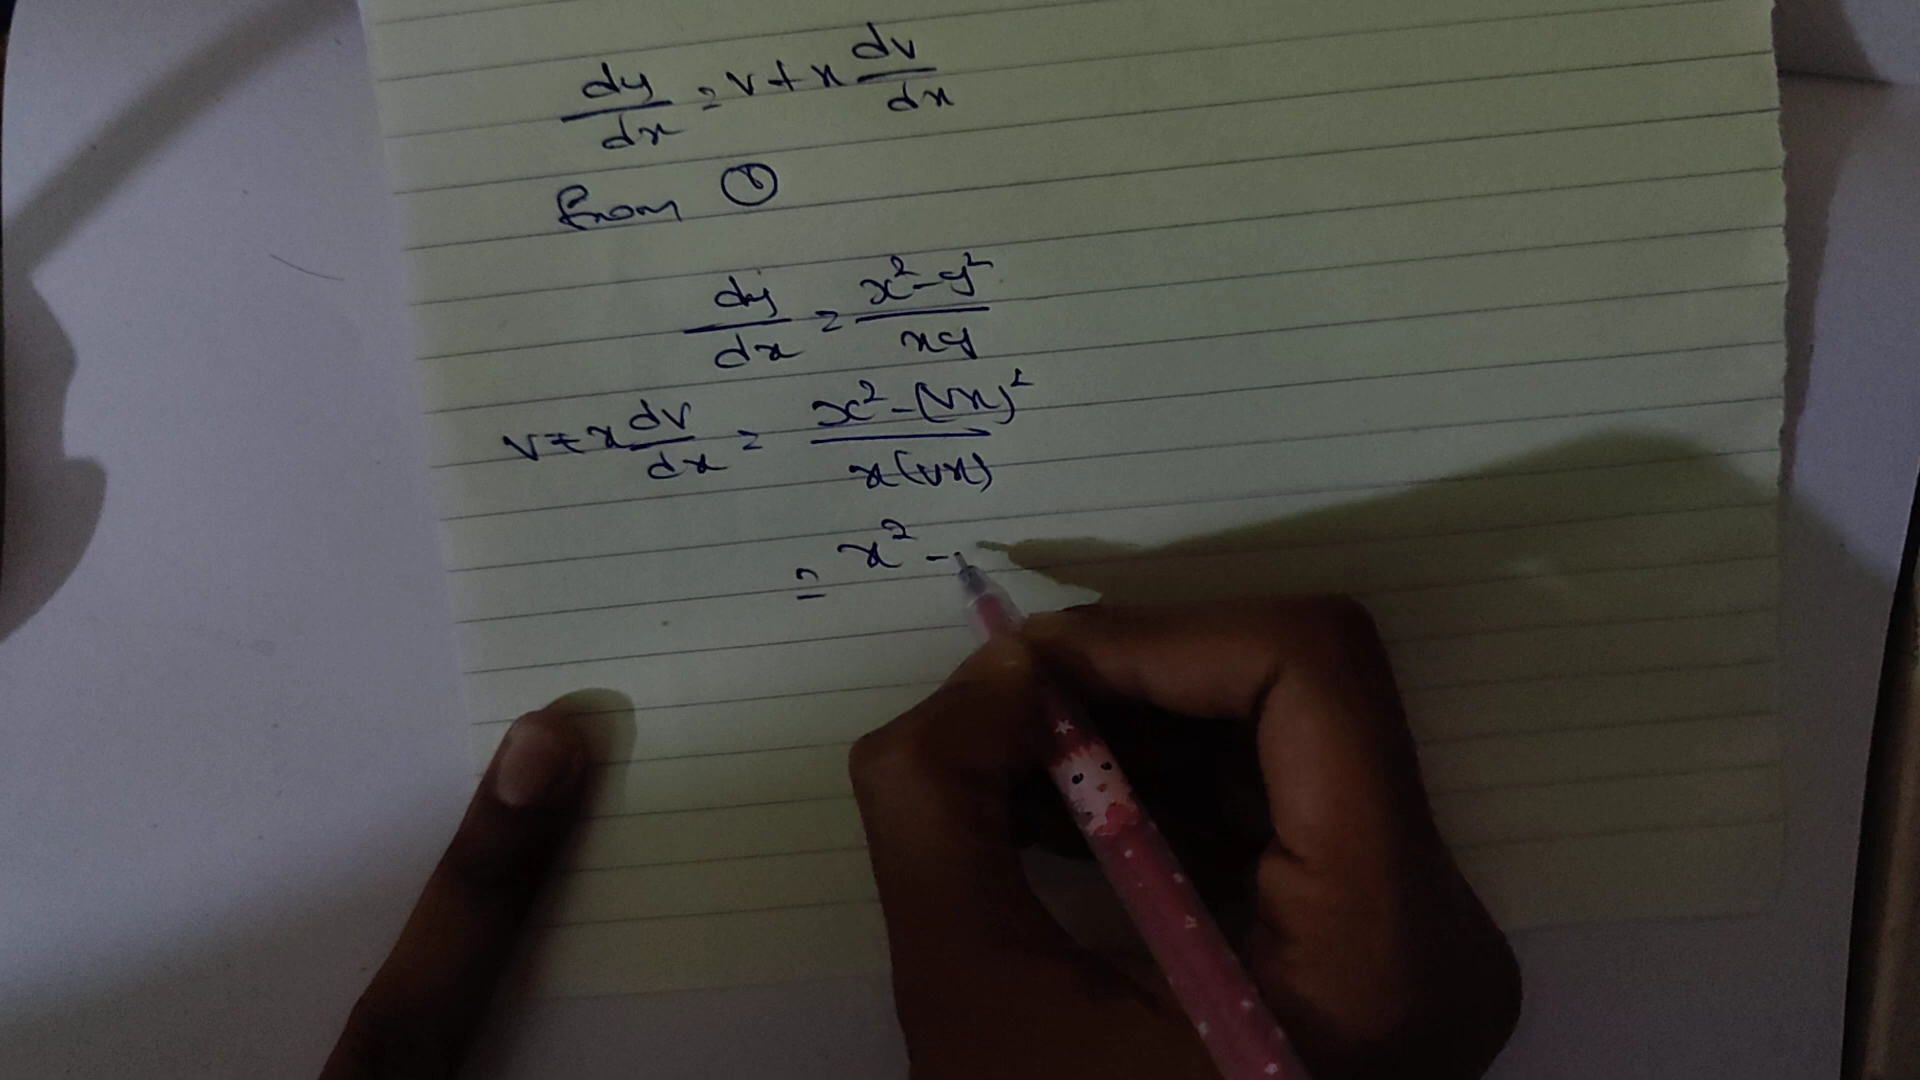 dy/dx = v + x dv/dx
from ①
dy/dx = x² - y² / xy
v + x dv/dx = x² - (vx)² / x(vx)
= x² -